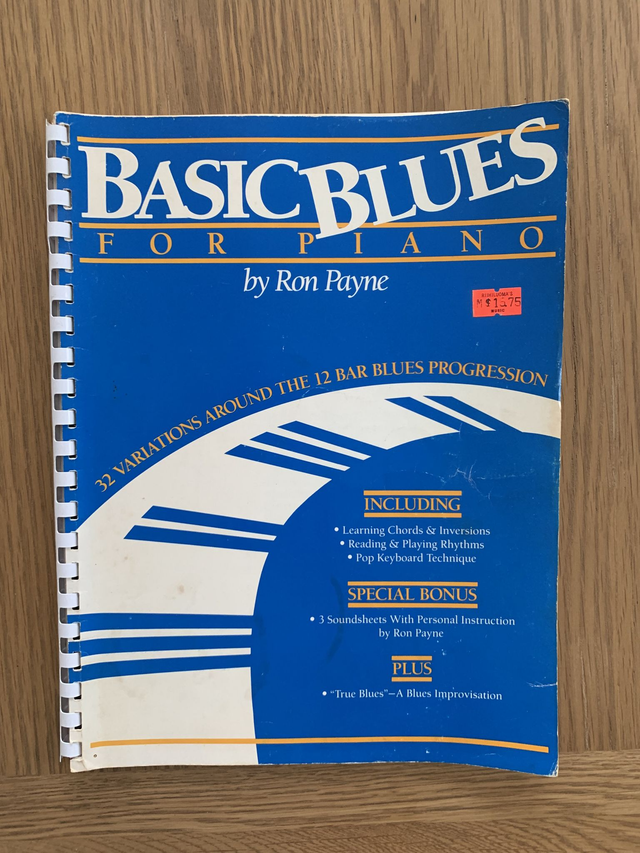 BASIC BLUES
FOR PIANO
by Ron Payne
32 VARIATIONS AROUND THE 12 BAR BLUES PROGRESSION
INCLUDING
• Learning Chords & Inversions
• Reading & Playing Rhythms
• Pop Keyboard Technique
SPECIAL BONUS
• 3 Soundsheets With Personal Instruction
by Ron Payne
PLUS
• “True Blues”—A Blues Improvisation